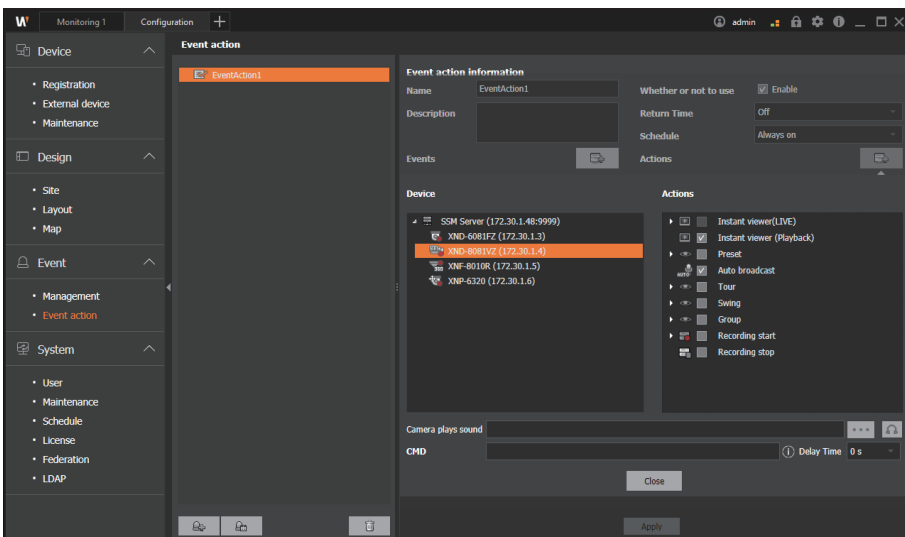 W Monitoring 1 Configuration admin
Device
Event action
EventAction1
Event action information
Name EventAction1 Whether or not to use Enable
Registration
External device
Maintenance
Description Return Time Off
Schedule Always on
Design
Events Actions
Site
Layout
Map
Device Actions
SSM Server (172.30.1.48:9999)
XND-6081FZ (172.30.1.3)
XND-8081VZ (172.30.1.4)
XNF-8010R (172.30.1.5)
XNP-6320 (172.30.1.6)
Instant viewer(LIVE)
Instant viewer (Playback)
Preset
AUTO Auto broadcast
Tour
Swing
Group
Recording start
Recording stop
Event
Management
Event action
System
User
Maintenance
Schedule
License
Federation
LDAP
Camera plays sound
CMD Delay Time 0 s
Close
Apply